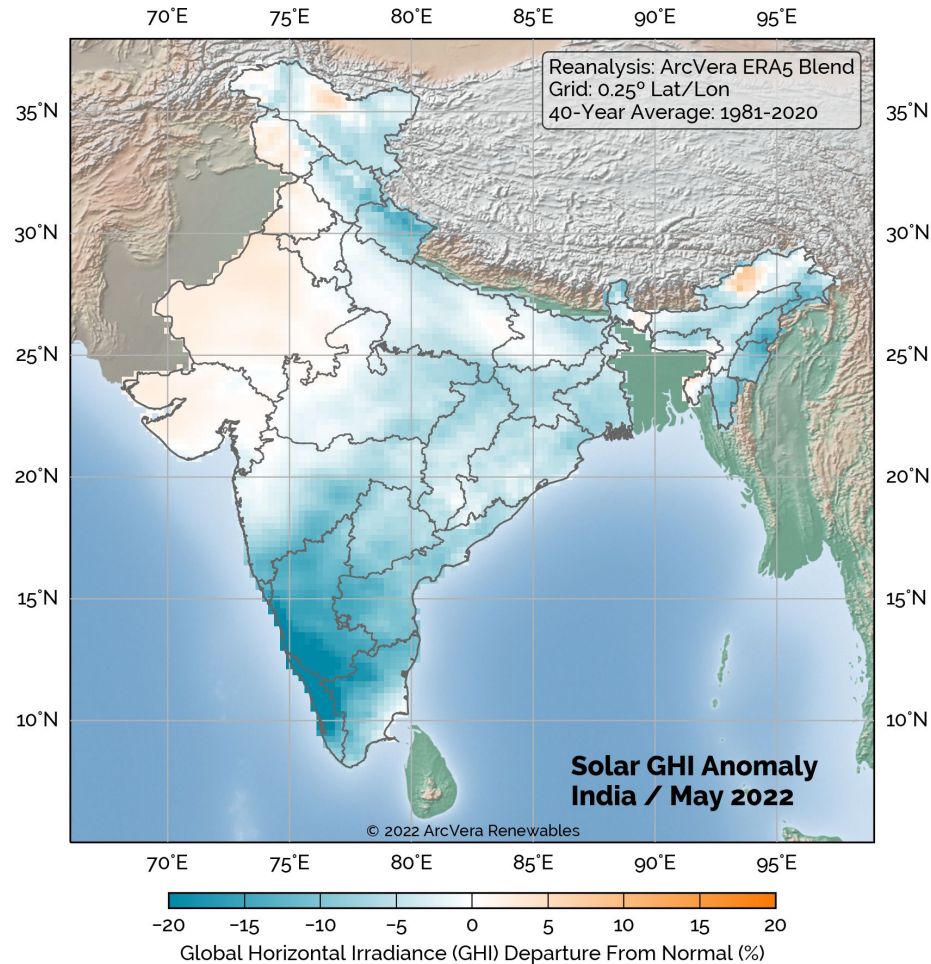 70°E 75°E 80°E 85°E 90°E 95°E
Reanalysis: ArcVera ERA5 Blend
Grid: 0.25º Lat/Lon
40-Year Average: 1981-2020
35°N 35°N
30°N 30°N
25°N 25°N
20°N 20°N
15°N 15°N
10°N 10°N
Solar GHI Anomaly
India / May 2022
© 2022 ArcVera Renewables
70°E 75°E 80°E 85°E 90°E 95°E
−20 −15 −10 −5 0 5 10 15 20
Global Horizontal Irradiance (GHI) Departure From Normal (%)